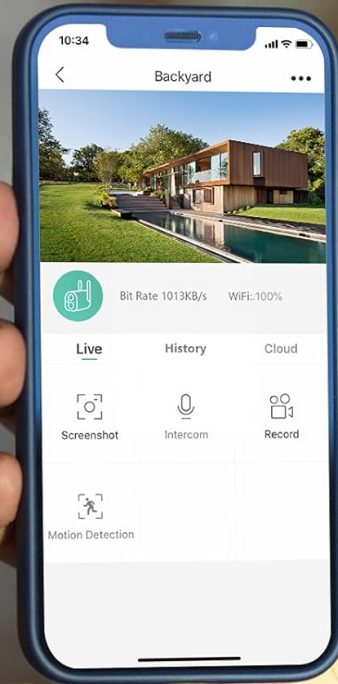 10:34
Backyard
Bit Rate 1013KB/s WiFi:.100%
Live History Cloud
Screenshot Intercom Record
Motion Detection